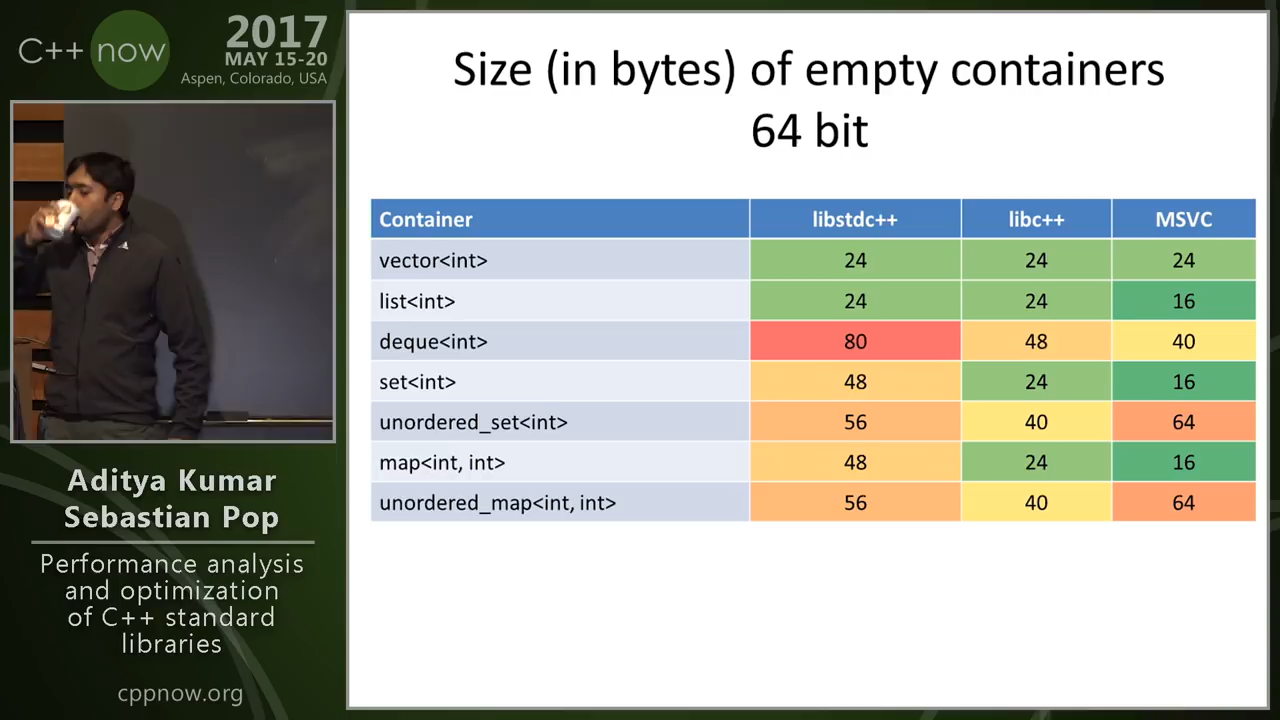 C++ now
2017
MAY 15-20
Aspen, Colorado, USA
Size (in bytes) of empty containers
64 bit
Container libstdc++ libc++ MSVC
vector<int> 24 24 24
list<int> 24 24 16
deque<int> 80 48 40
set<int> 48 24 16
unordered_set<int> 56 40 64
map<int, int> 48 24 16
unordered_map<int, int> 56 40 64
Aditya Kumar
Sebastian Pop
Performance analysis
and optimization
of C++ standard
libraries
cppnow.org